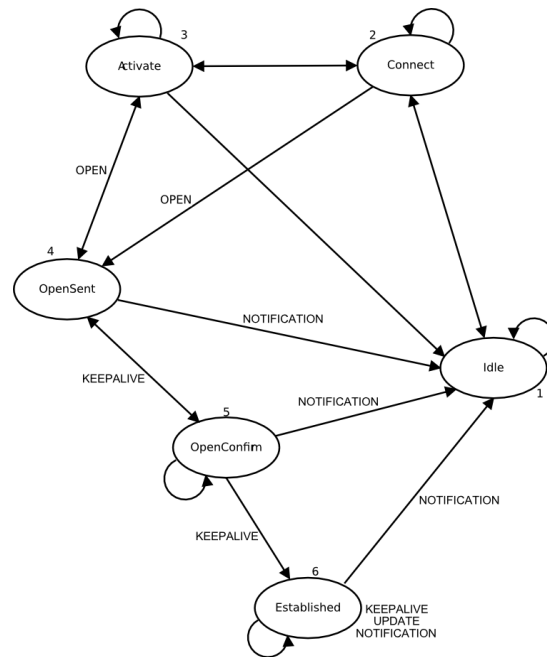 3
2
Activate
Connect
OPEN
OPEN
4
OpenSent
NOTIFICATION
Idle
KEEPALIVE
1
5
NOTIFICATION
OpenConfim
NOTIFICATION
KEEPALIVE
6
Established
KEEPALIVE
UPDATE
NOTIFICATION